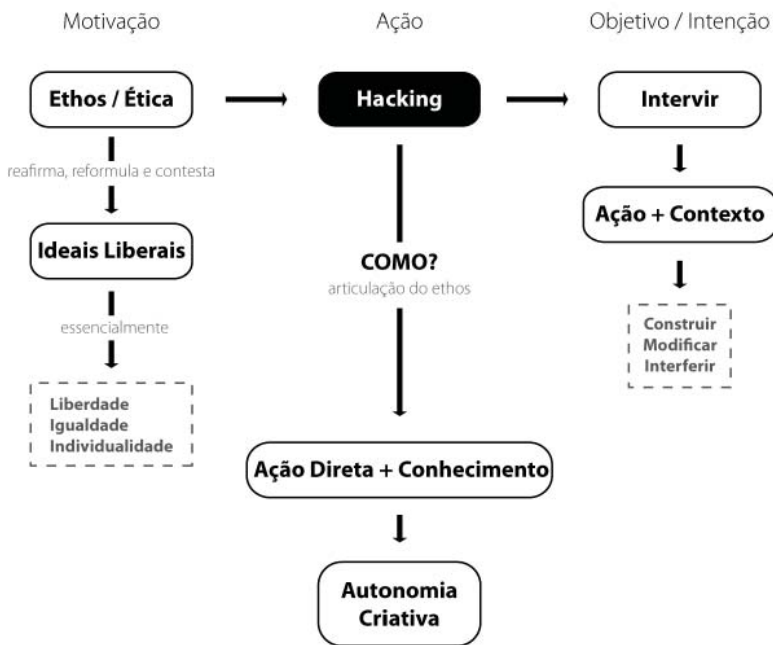 Motivação
Ação
Objetivo / Intenção
Ethos / Ética
Hacking
Intervir
reafirma, reformula e contesta
Ação + Contexto
Ideais Liberais
COMO?
articulação do ethos
essencialmente
Construir
Modificar
Interferir
Liberdade
Igualdade
Individualidade
Ação Direta + Conhecimento
Autonomia
Criativa